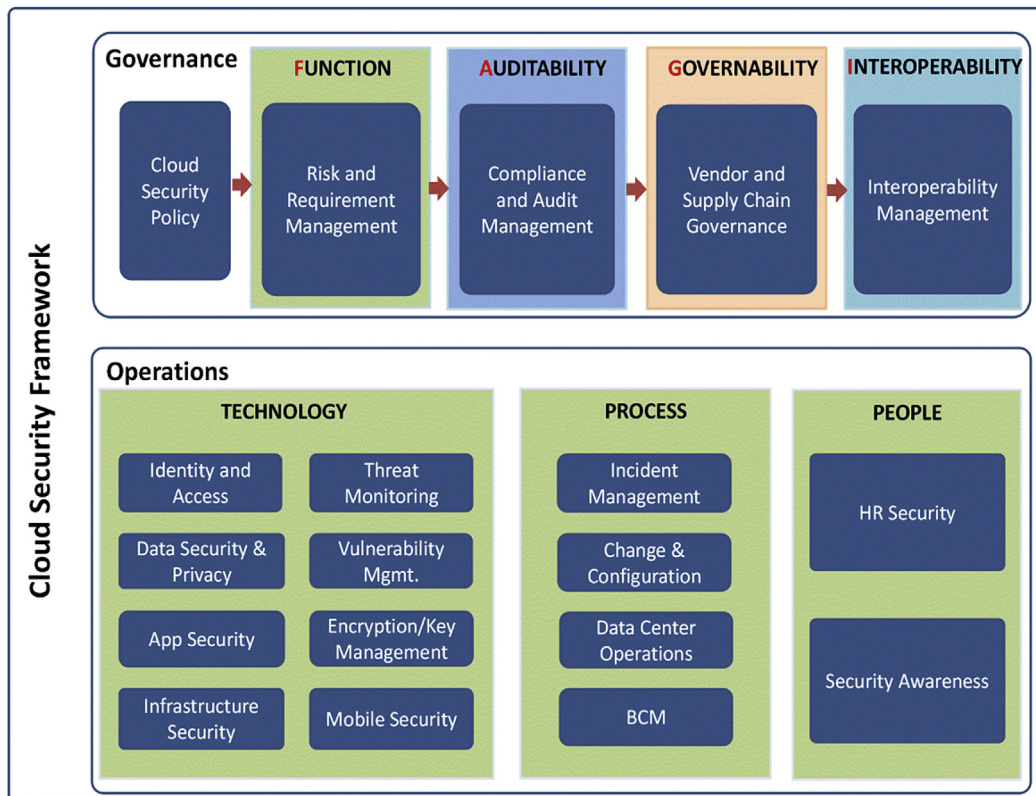 Cloud Security Framework
Governance
FUNCTION
AUDITABILITY
GOVERNABILITY
INTEROPERABILITY
Cloud
Security
Policy
Risk and
Requirement
Management
Compliance
and Audit
Management
Vendor and
Supply Chain
Governance
Interoperability
Management
Operations
TECHNOLOGY
Identity and
Access
Threat
Monitoring
Data Security &
Privacy
Vulnerability
Mgmt.
App Security
Encryption/Key
Management
Infrastructure
Security
Mobile Security
PROCESS
Incident
Management
Change &
Configuration
Data Center
Operations
BCM
PEOPLE
HR Security
Security Awareness